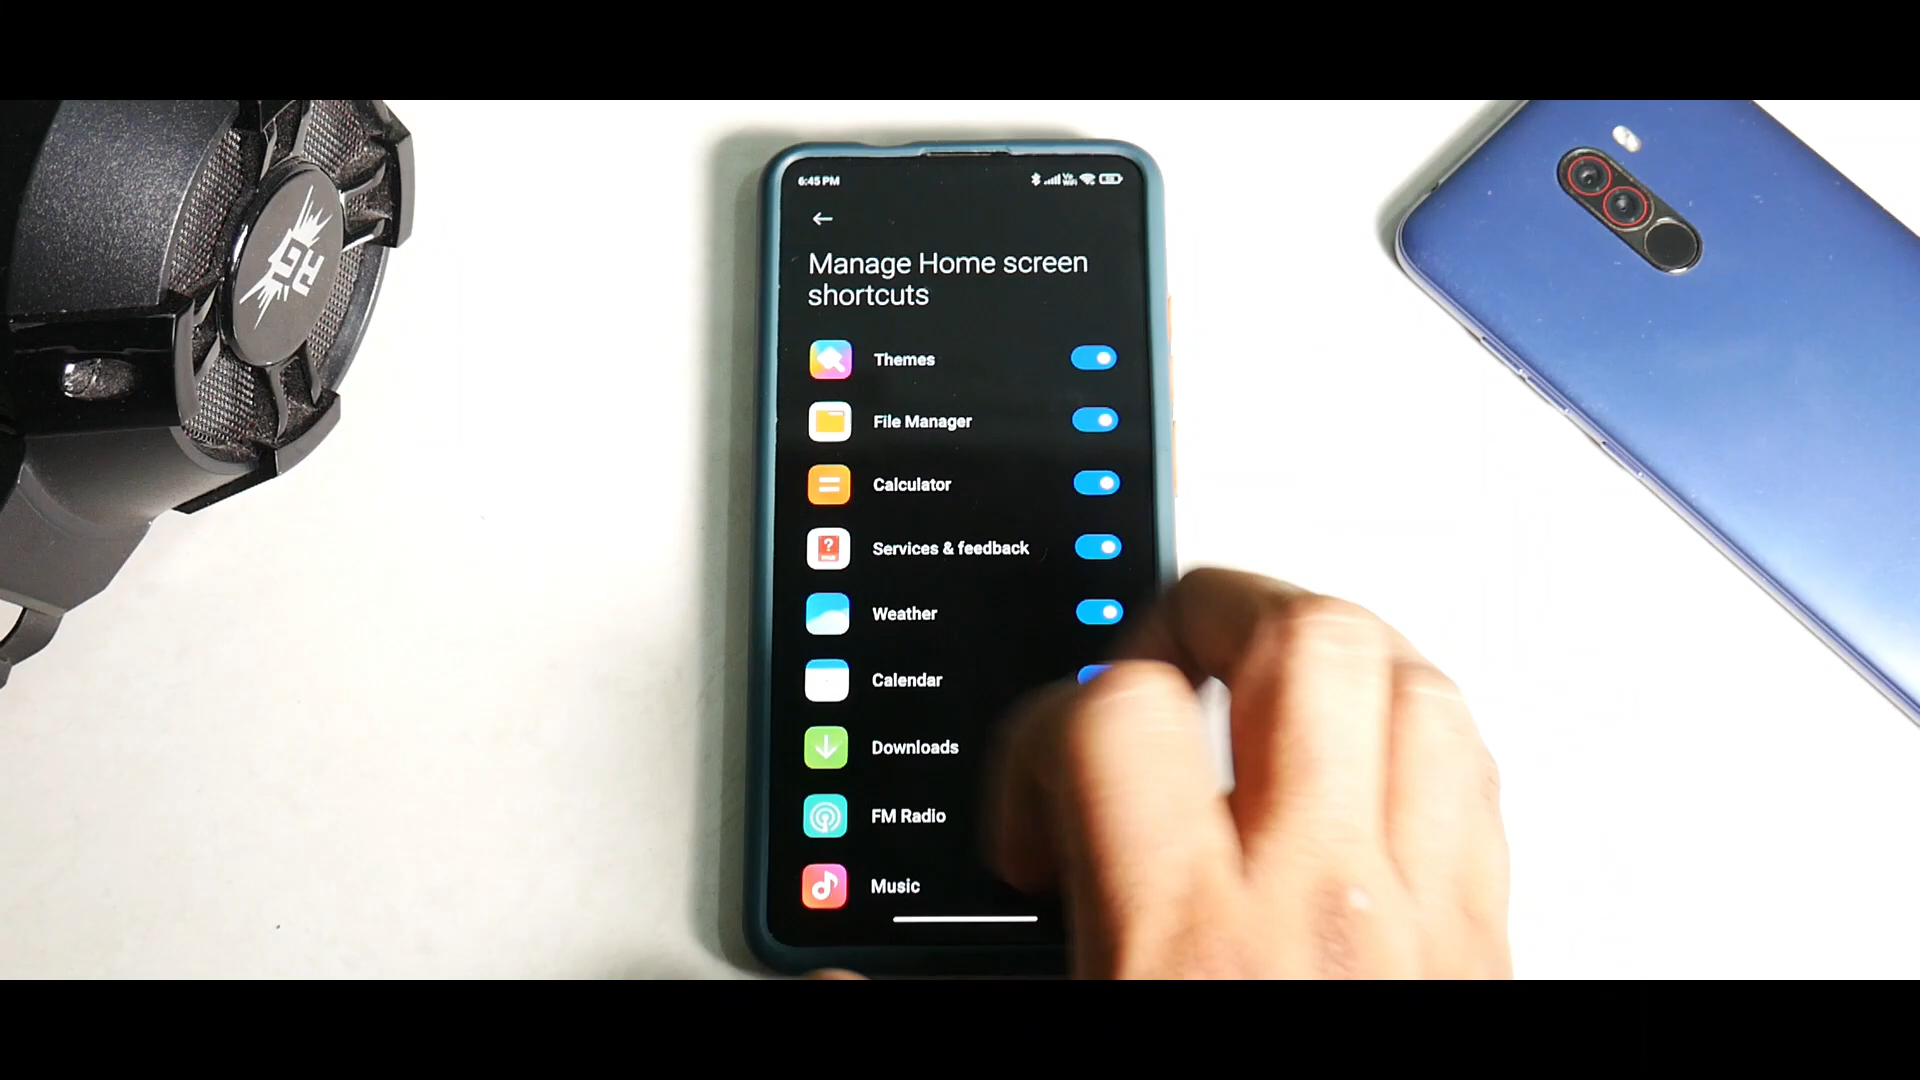 6:45 PM
Manage Home screen
shortcuts
Themes
File Manager
Calculator
Services & feedback
Weather
Calendar
Downloads
FM Radio
Music